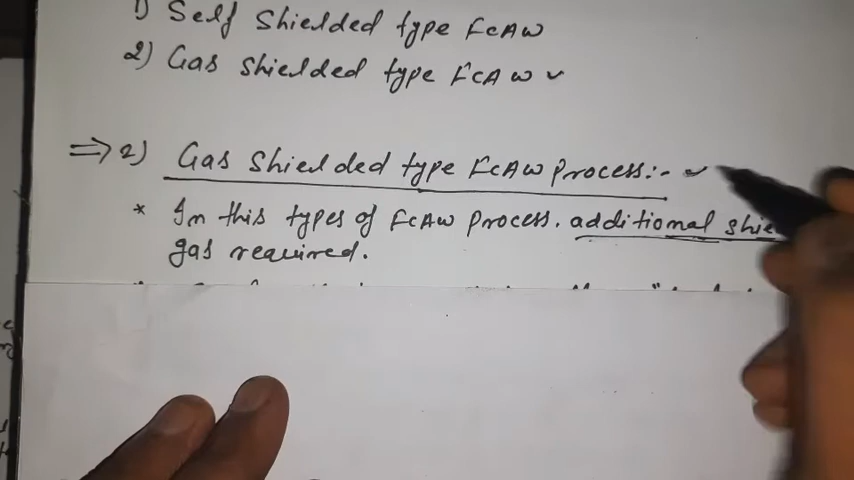 1) Self Shielded type FCAW
2) Gas Shielded type FCAW ✓
⇒ 2) Gas Shielded type FCAW Process:- ✓
* In this types of FCAW Process. additional shie
gas required.